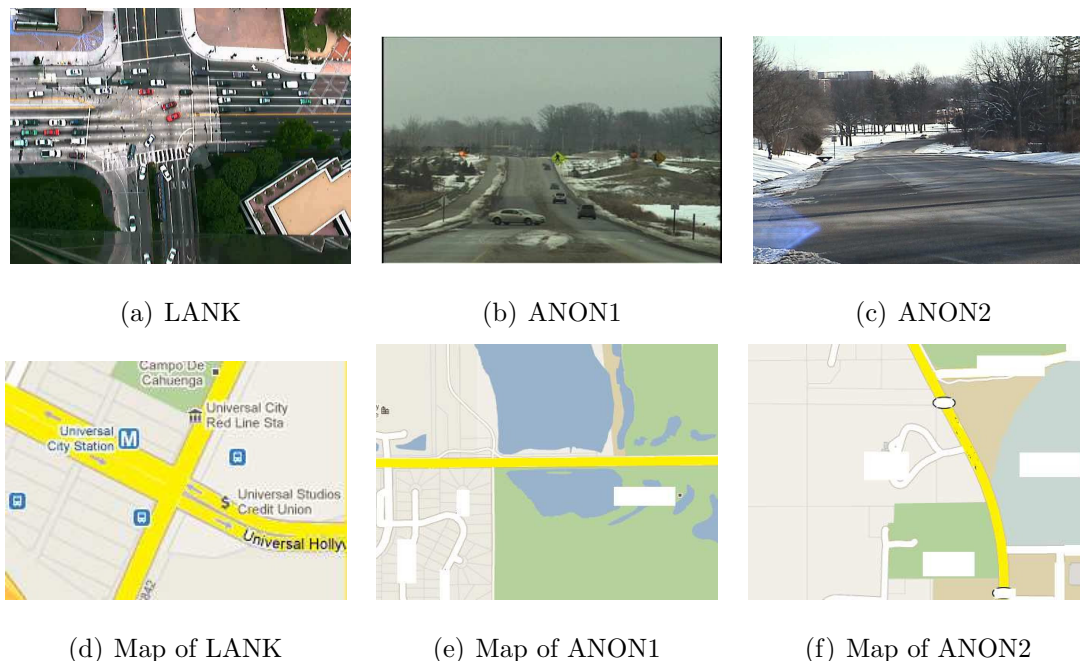 (a) LANK
(b) ANON1
(c) ANON2
Campo De
Cahuenga
Universal City
Red Line Sta
Universal
City Station
M
Universal Studios
$
Credit Union
Universal Hollyw
842
(d) Map of LANK
(e) Map of ANON1
(f) Map of ANON2